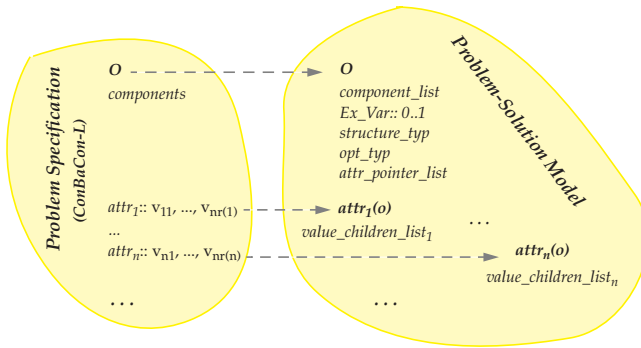 Problem Specification
(ConBaCon-L)
O
components
attr₁:: v₁₁, ..., vₙᵣ₍₁₎
...
attrₙ:: vₙ₁, ..., vₙᵣ₍ₙ₎
...
Problem-Solution Model
O
component_list
Ex_Var:: 0..1
structure_typ
opt_typ
attr_pointer_list
attr₁(o)
value_children_list₁
...
attrₙ(o)
value_children_listₙ
...